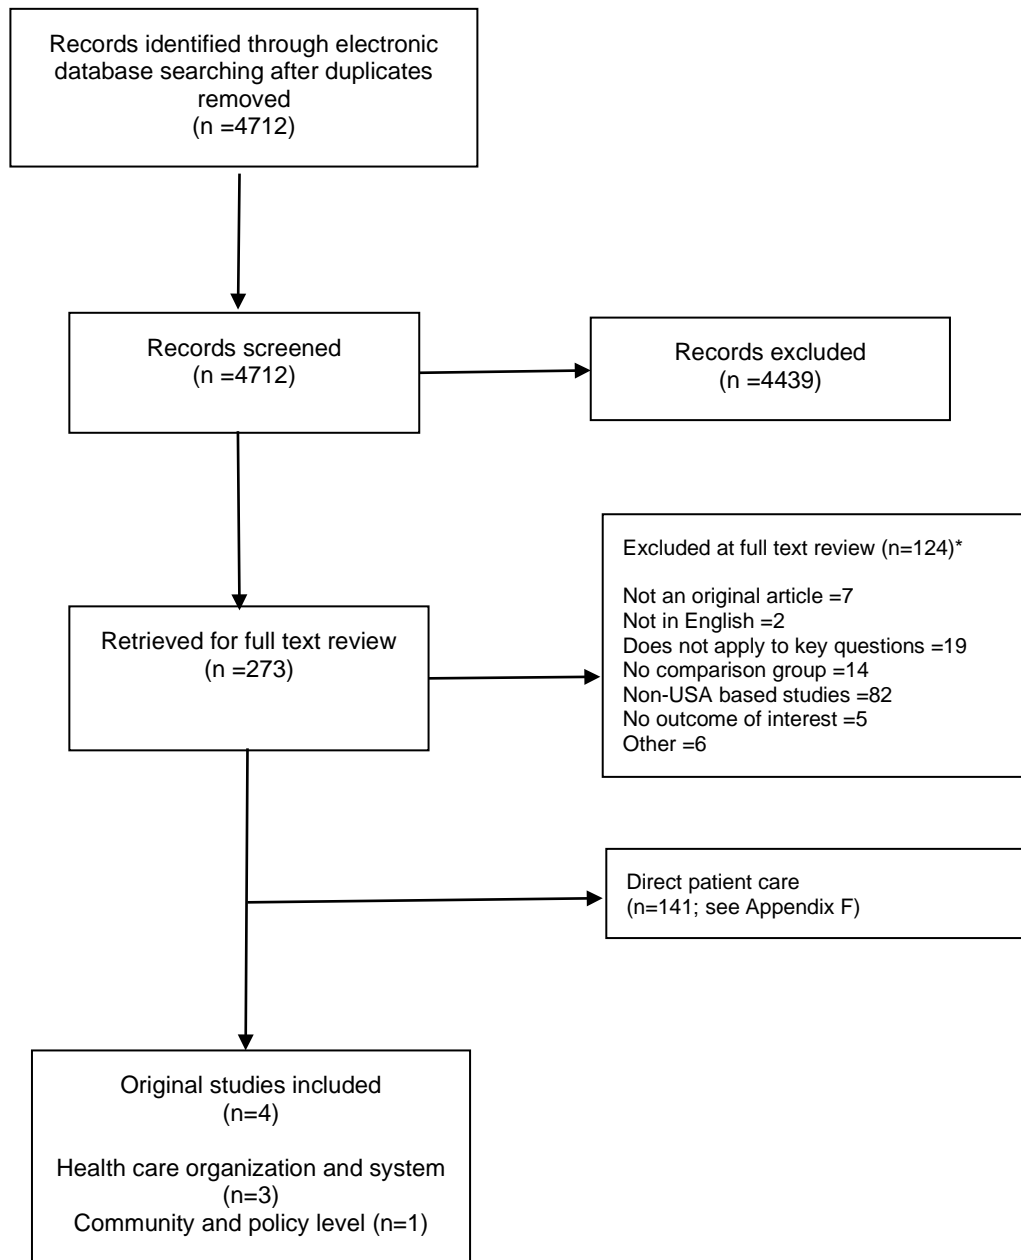 Records identified through electronic
database searching after duplicates
removed
(n =4712)
Records screened
(n =4712)
Records excluded
(n =4439)
Retrieved for full text review
(n =273)
Excluded at full text review (n=124)*
Not an original article =7
Not in English =2
Does not apply to key questions =19
No comparison group =14
Non-USA based studies =82
No outcome of interest =5
Other =6
Direct patient care
(n=141; see Appendix F)
Original studies included
(n=4)
Health care organization and system
(n=3)
Community and policy level (n=1)